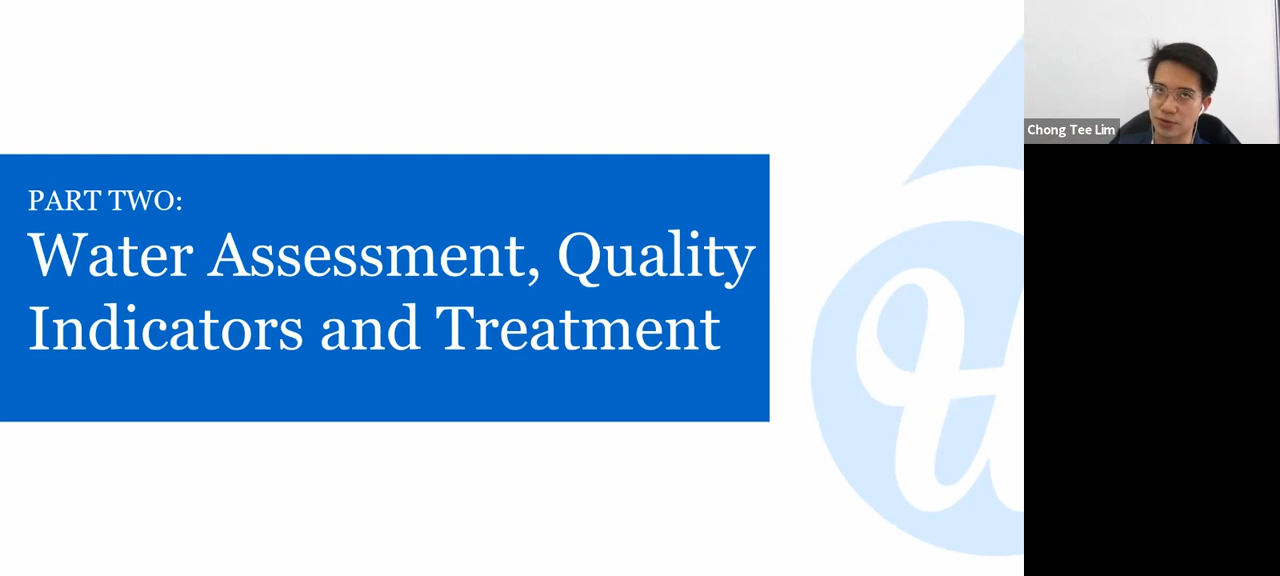 PART TWO:
Water Assessment, Quality
Indicators and Treatment
Chong Tee Lim